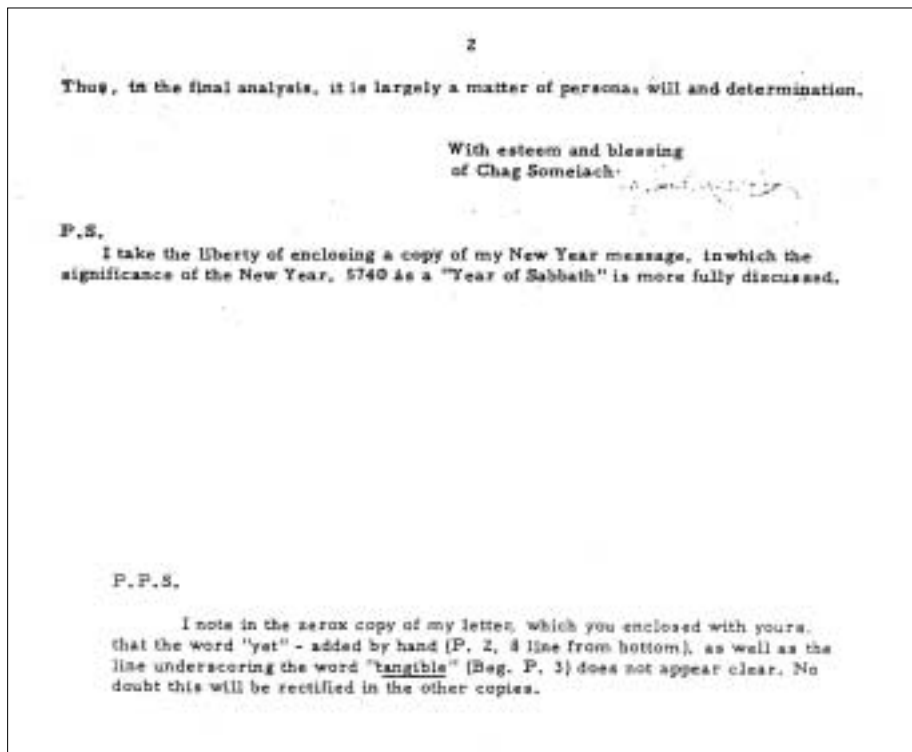 2
Thus, in the final analysis, it is largely a matter of persona. will and determination.
With esteem and blessing
of Chag Someiach
P.S.
I take the liberty of enclosing a copy of my New Year message, inwhich the
significance of the New Year, 5740 as a "Year of Sabbath" is more fully discussed.
P.P.S.
I note in the zerox copy of my letter, which you enclosed with yours,
that the word "yet" - added by hand (P. 2, 8 line from bottom), as well as the
line underscoring the word "tangible" (Beg. P. 3) does not appear clear. No
doubt this will be rectified in the other copies.